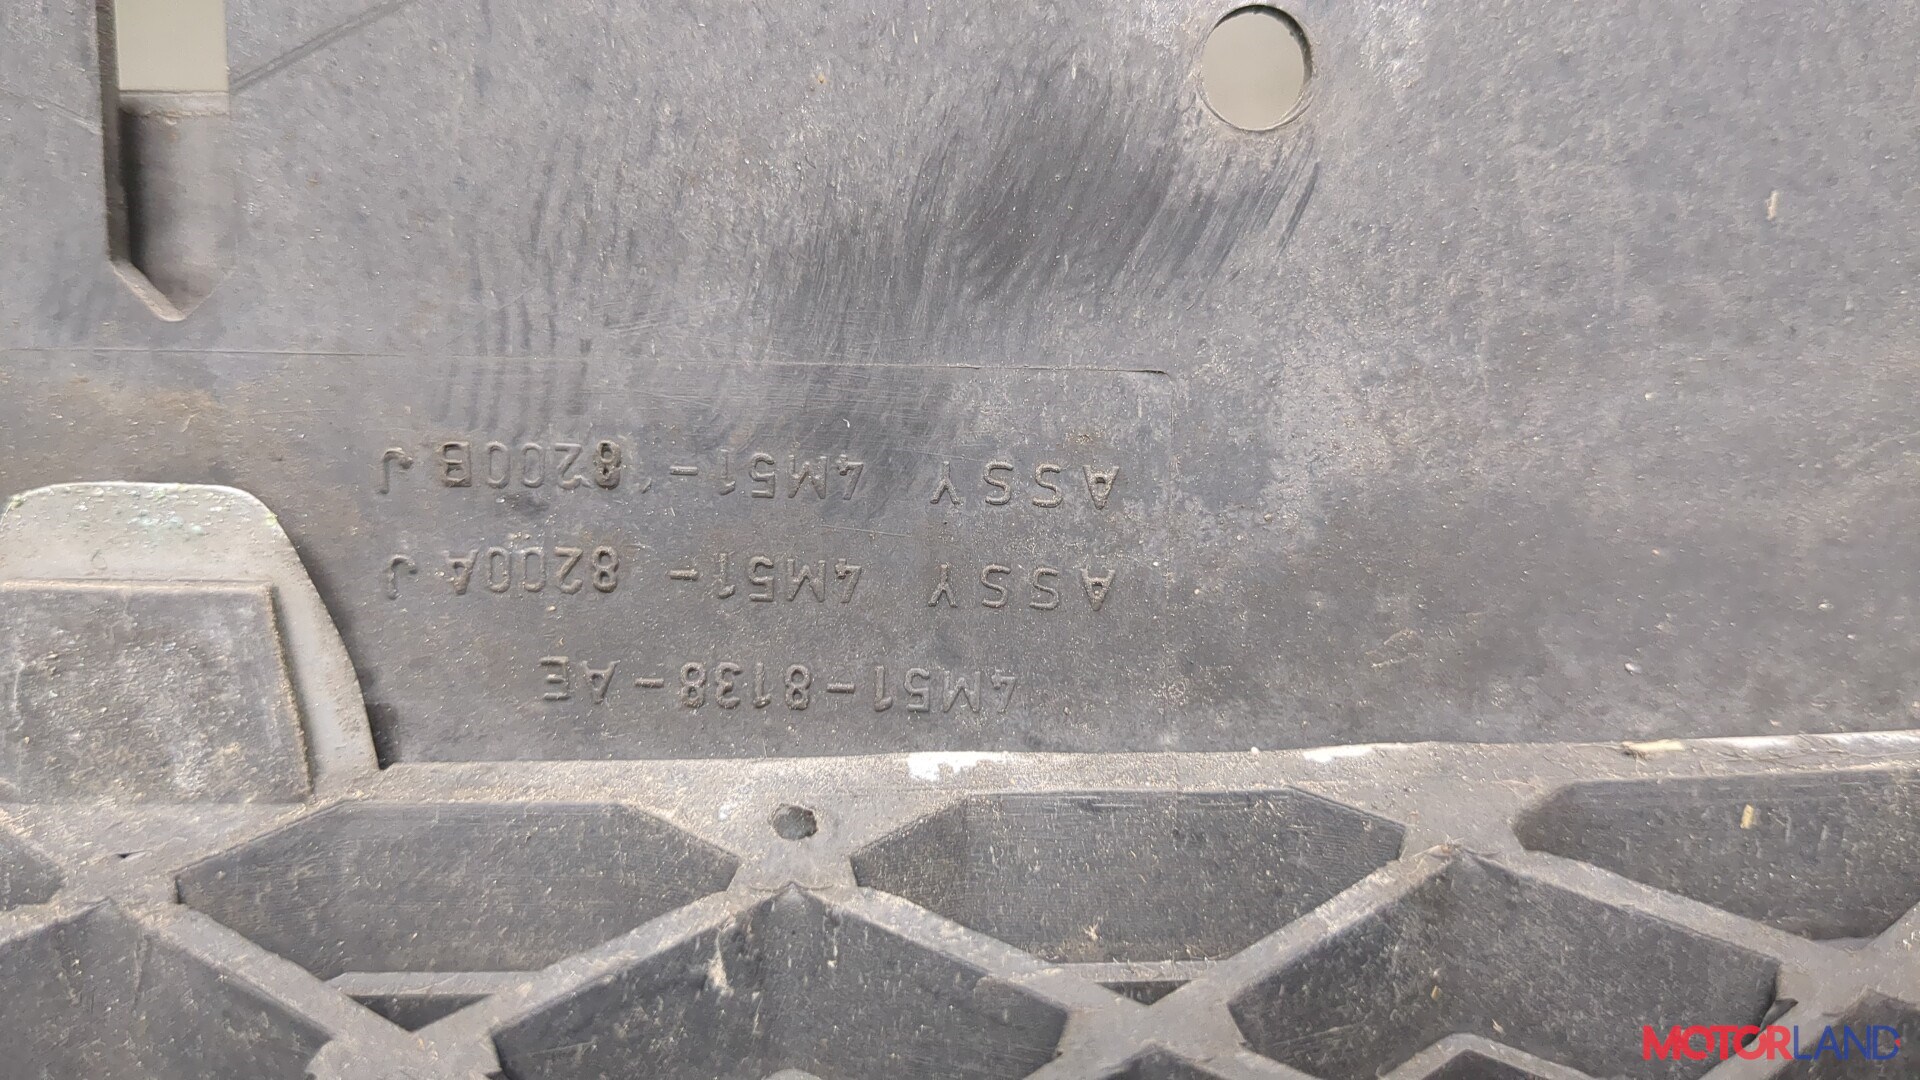 4M51-8138-AE
ASSY 4M51- 8200A J
ASSY 4M51- 8200B J
MOTORLAND